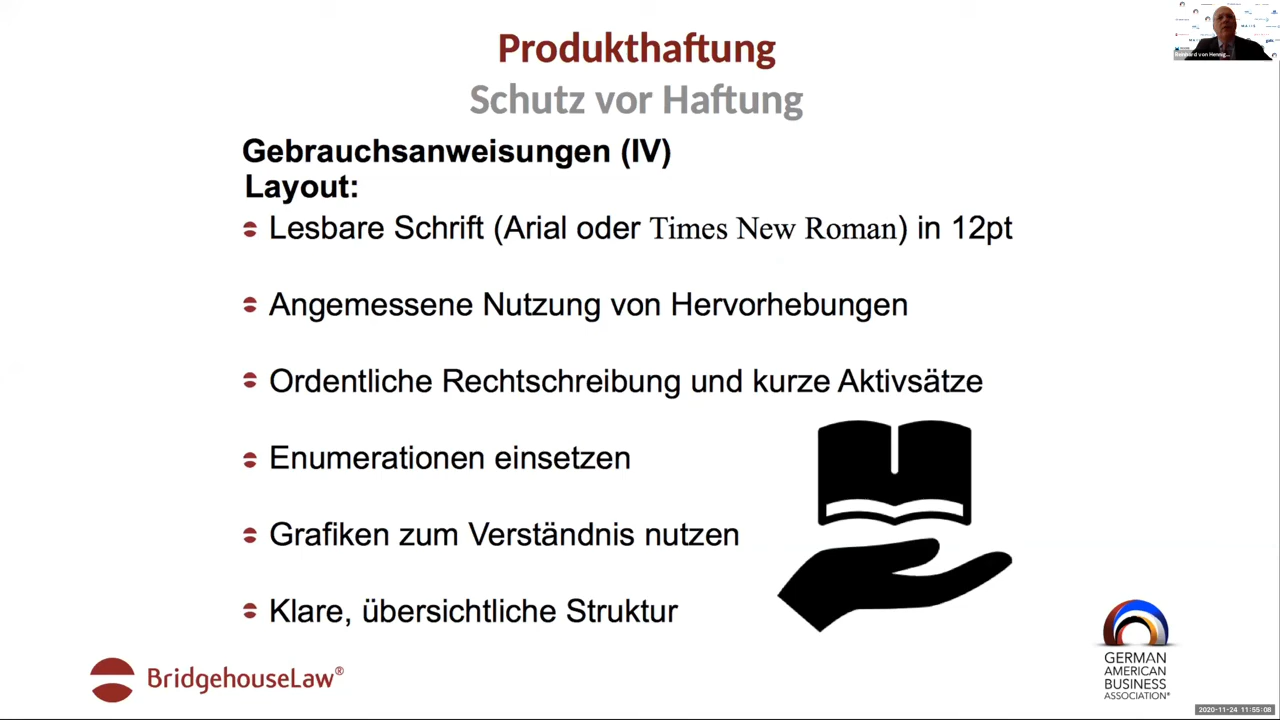 Produkthaftung
Schutz vor Haftung
Gebrauchsanweisungen (IV)
Layout:
Lesbare Schrift (Arial oder Times New Roman) in 12pt
Angemessene Nutzung von Hervorhebungen
Ordentliche Rechtschreibung und kurze Aktivsätze
Enumerationen einsetzen
Grafiken zum Verständnis nutzen
Klare, übersichtliche Struktur
BridgehouseLaw®
GERMAN
AMERICAN
BUSINESS
ASSOCIATION®
2020-11-24 11:55:08